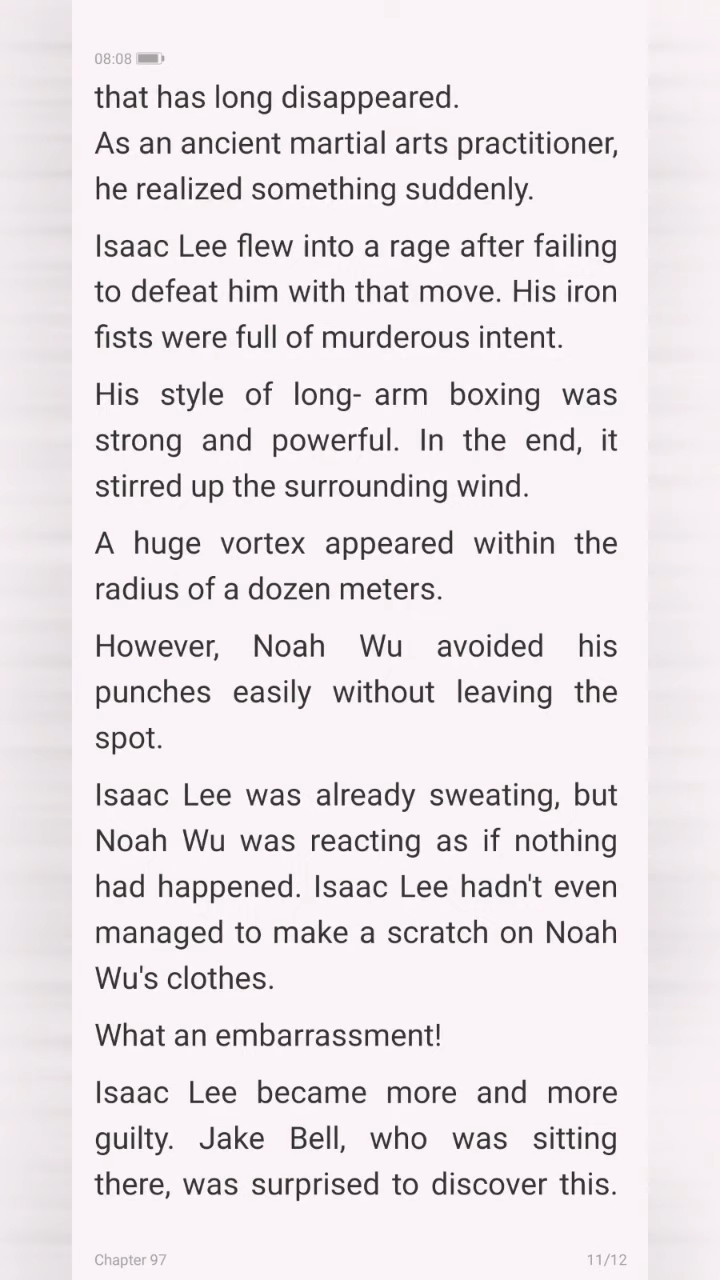 08:08
that has long disappeared.
As an ancient martial arts practitioner,
he realized something suddenly.
Isaac Lee flew into a rage after failing
to defeat him with that move. His iron
fists were full of murderous intent.
His style of long- arm boxing was
strong and powerful. In the end, it
stirred up the surrounding wind.
A huge vortex appeared within the
radius of a dozen meters.
However, Noah Wu avoided his
punches easily without leaving the
spot.
Isaac Lee was already sweating, but
Noah Wu was reacting as if nothing
had happened. Isaac Lee hadn't even
managed to make a scratch on Noah
Wu's clothes.
What an embarrassment!
Isaac Lee became more and more
guilty. Jake Bell, who was sitting
there, was surprised to discover this.
Chapter 97
11/12